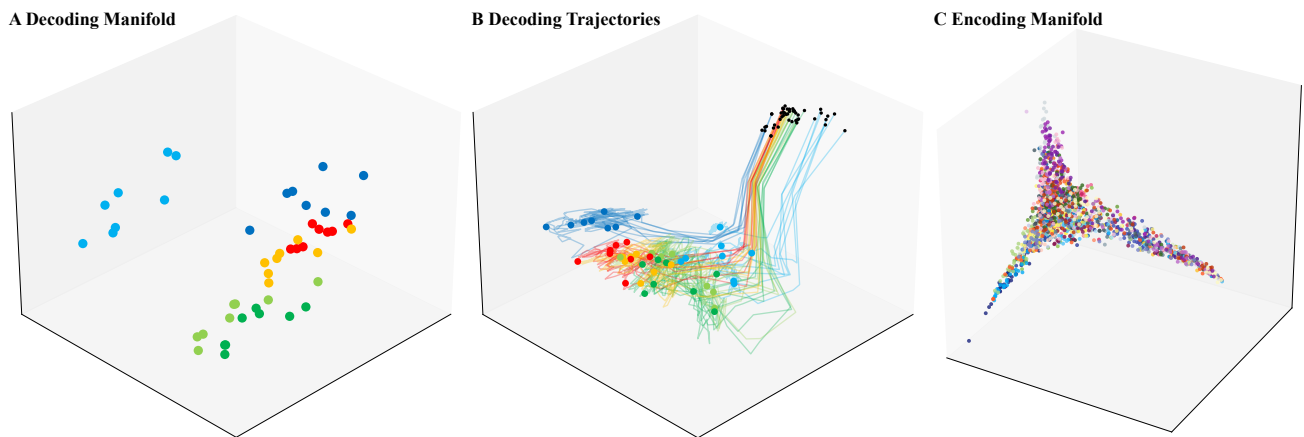 A Decoding Manifold
B Decoding Trajectories
C Encoding Manifold